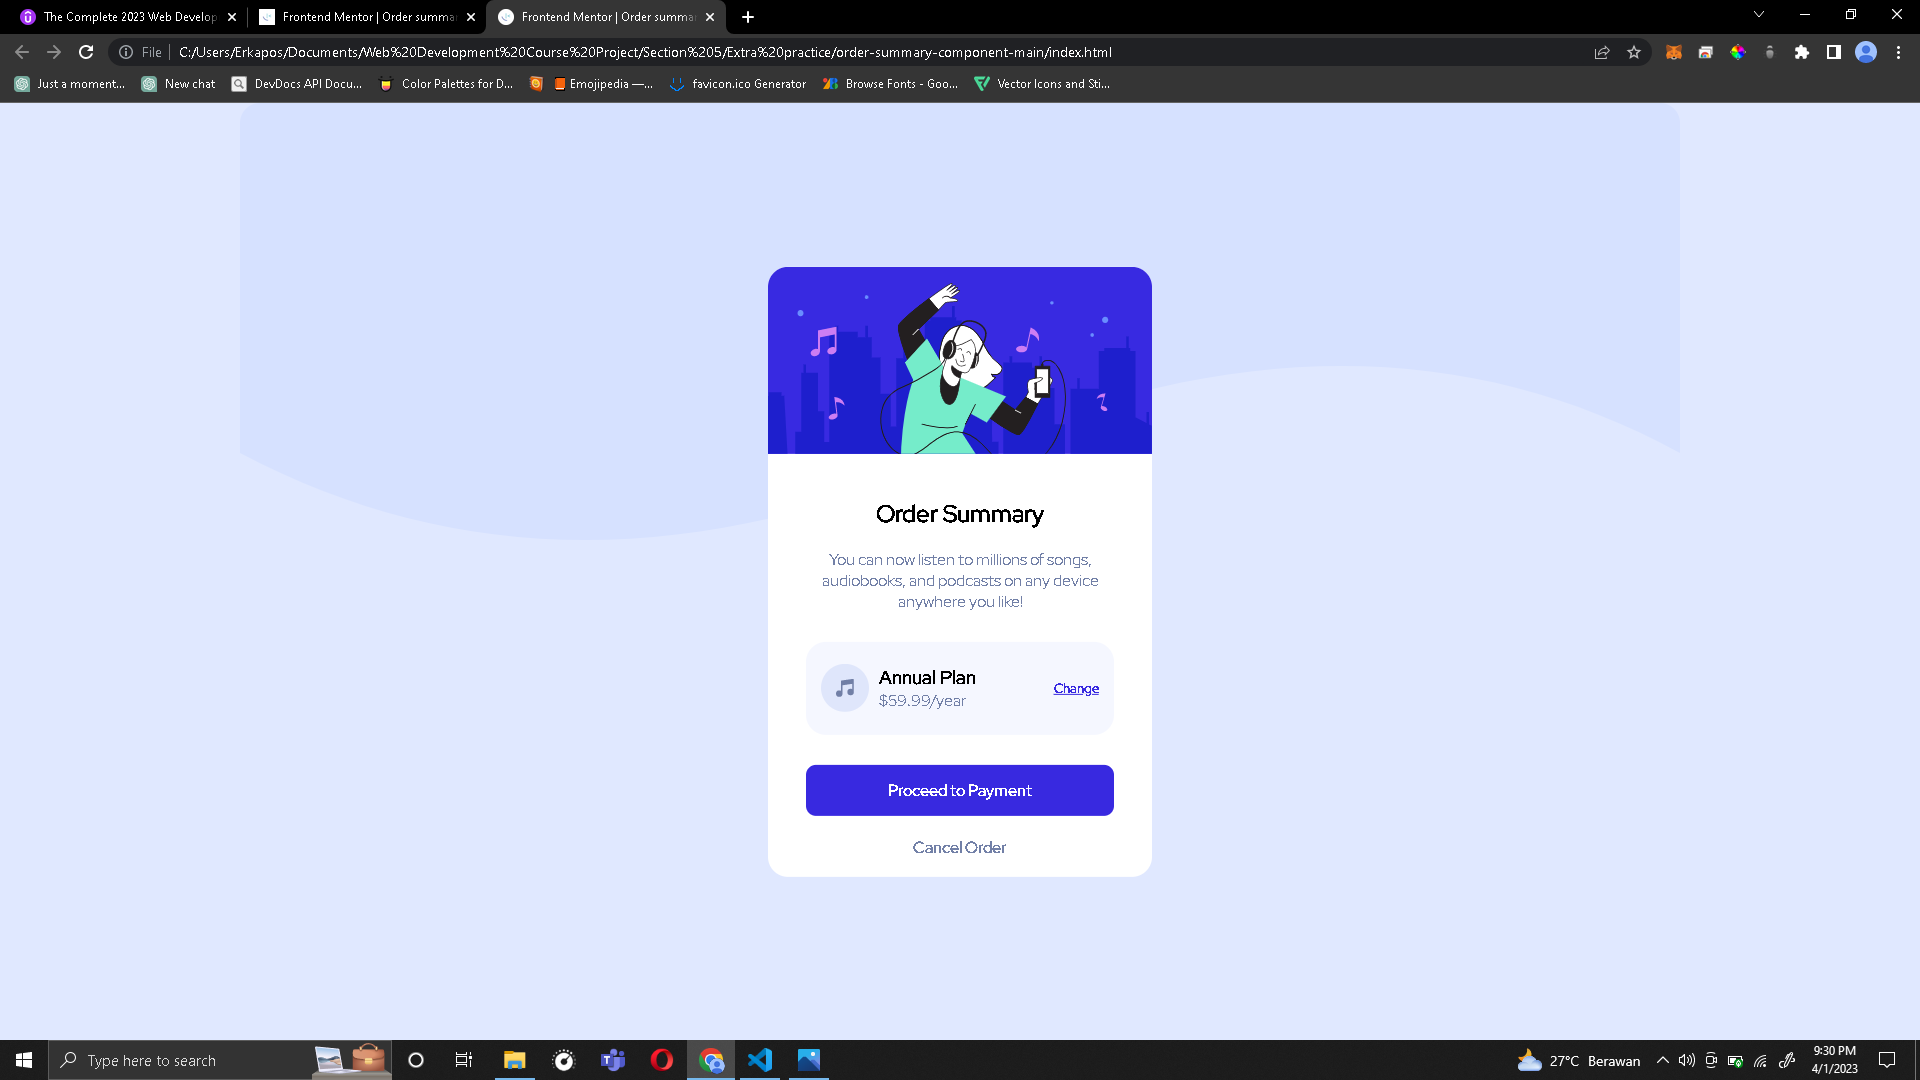 The Complete 2023 Web Develop
Frontend Mentor | Order summar
Frontend Mentor | Order summar
File
C:/Users/Erkapos/Documents/Web%20Development%20Course%20Project/Section%205/Extra%20practice/order-summary-component-main/index.html
Just a moment...
New chat
DevDocs API Docu...
Color Palettes for D...
Emojipedia —...
favicon.ico Generator
Browse Fonts - Goo...
Vector Icons and Sti...
Order Summary
You can now listen to millions of songs,
audiobooks, and podcasts on any device
anywhere you like!
Annual Plan
$59.99/year
Change
Proceed to Payment
Cancel Order
Type here to search
27°C Berawan
9:30 PM
4/1/2023